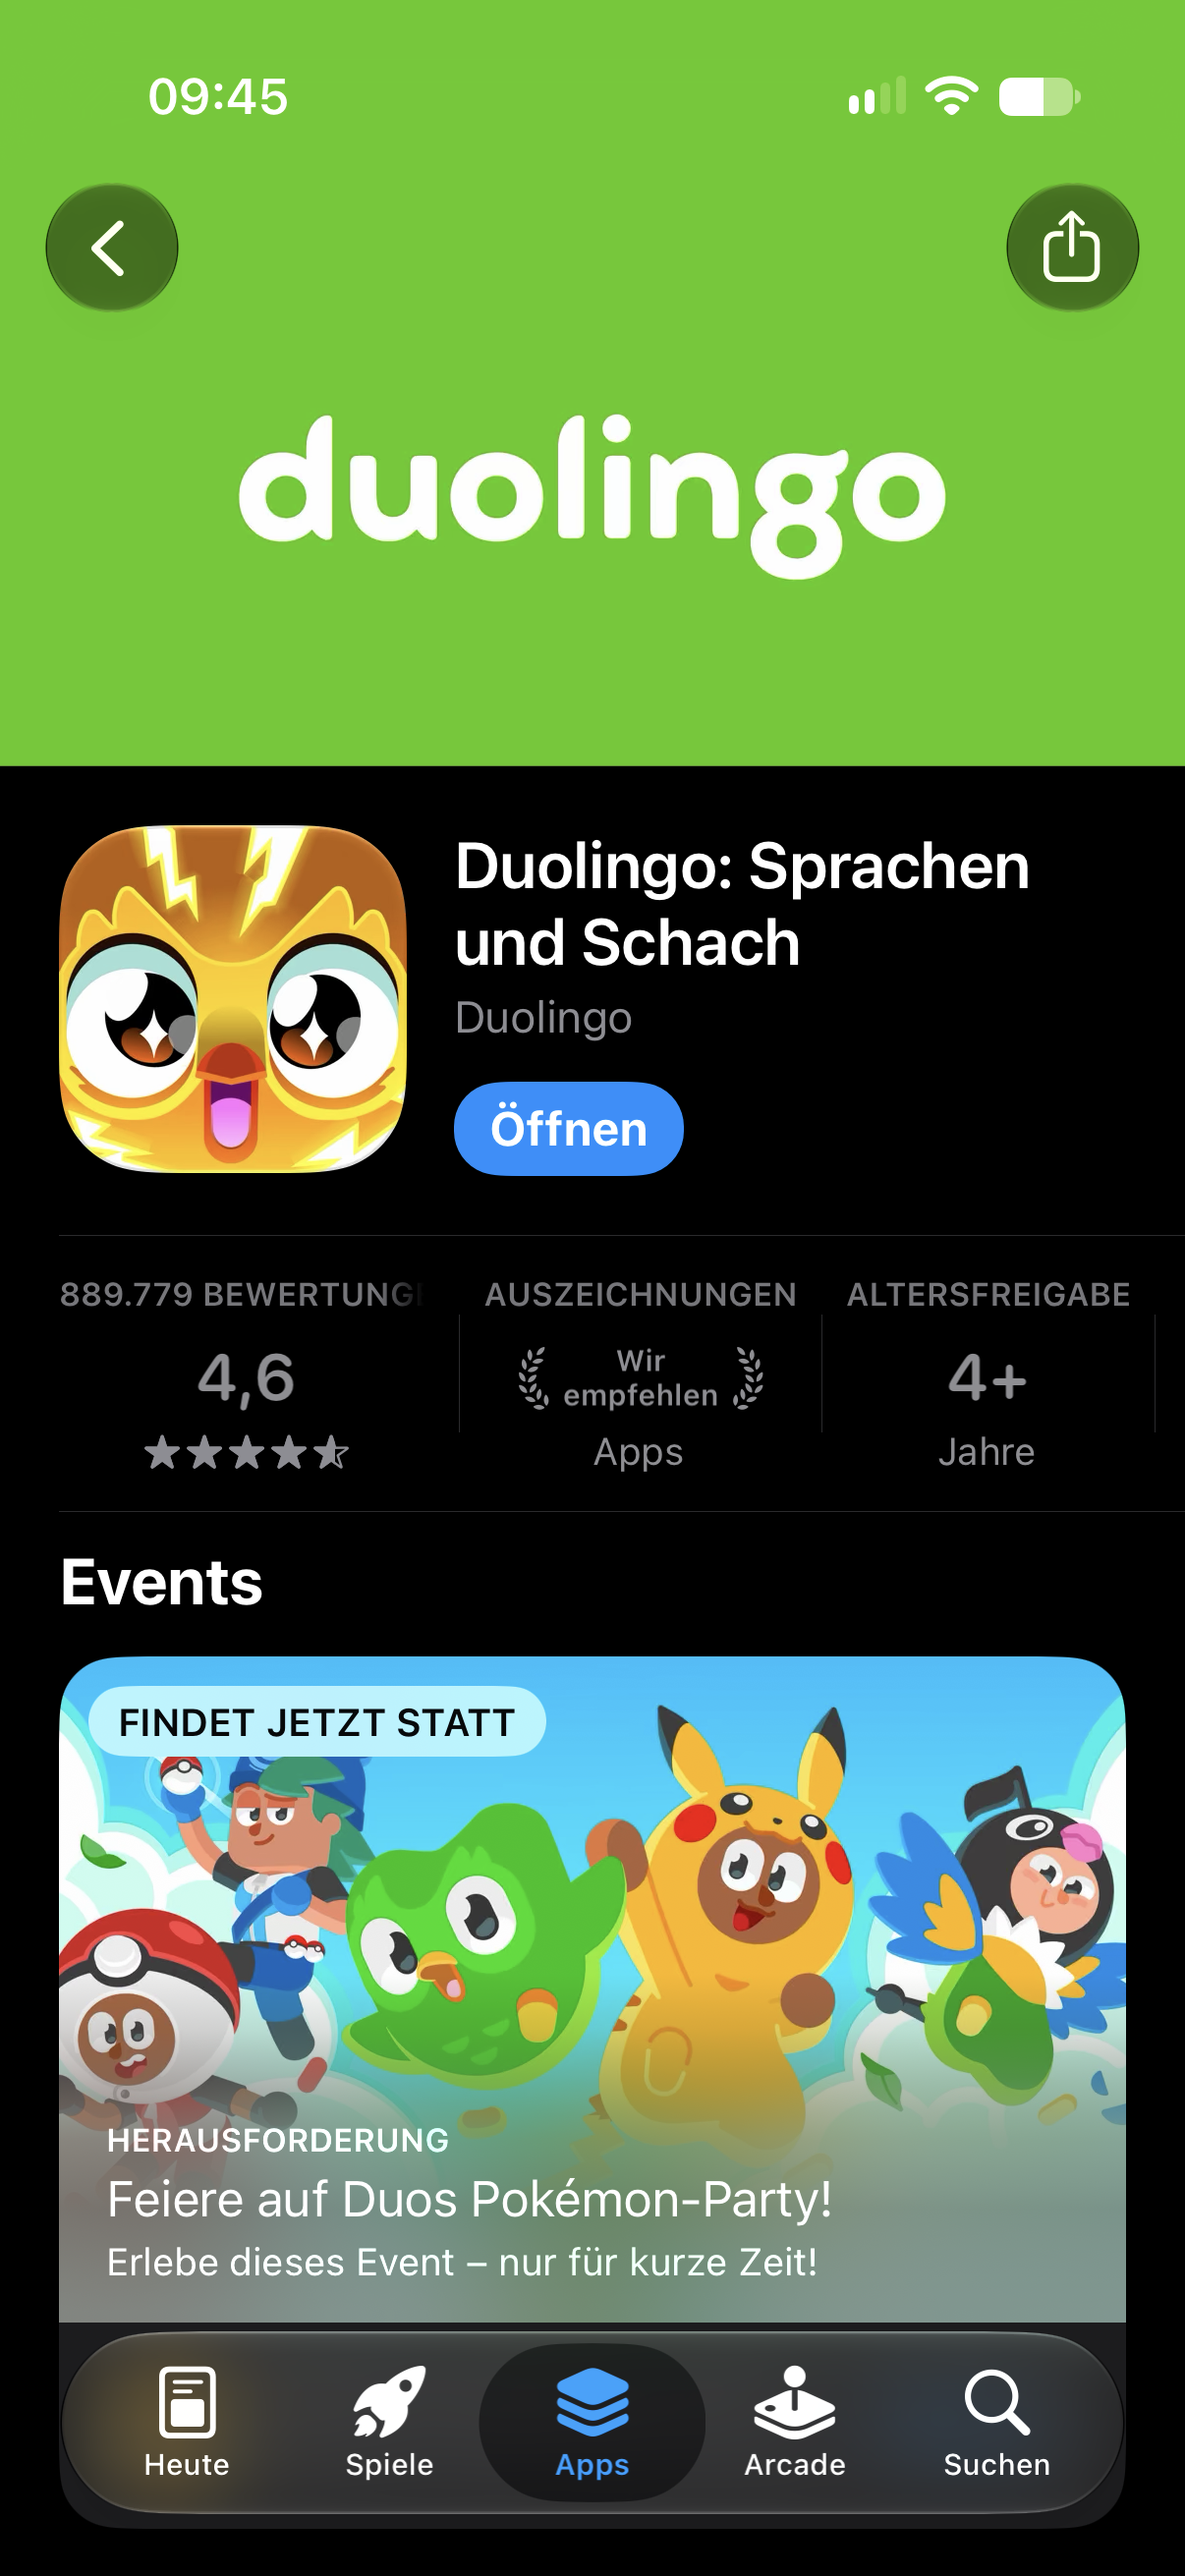 09:45
duolingo
Duolingo: Sprachen
und Schach
Duolingo
Öffnen
889.779
AUSZEICHNUNGEN
ALTERSFREIGABE
4,6
Wir
empfehlen
4+
Apps
Jahre
Events
FINDET JETZT STATT
HERAUSFORDERUNG
Feiere auf Duos Pokémon-Party!
Erlebe dieses Event – nur für kurze Zeit!
Heute
Spiele
Apps
Arcade
Suchen